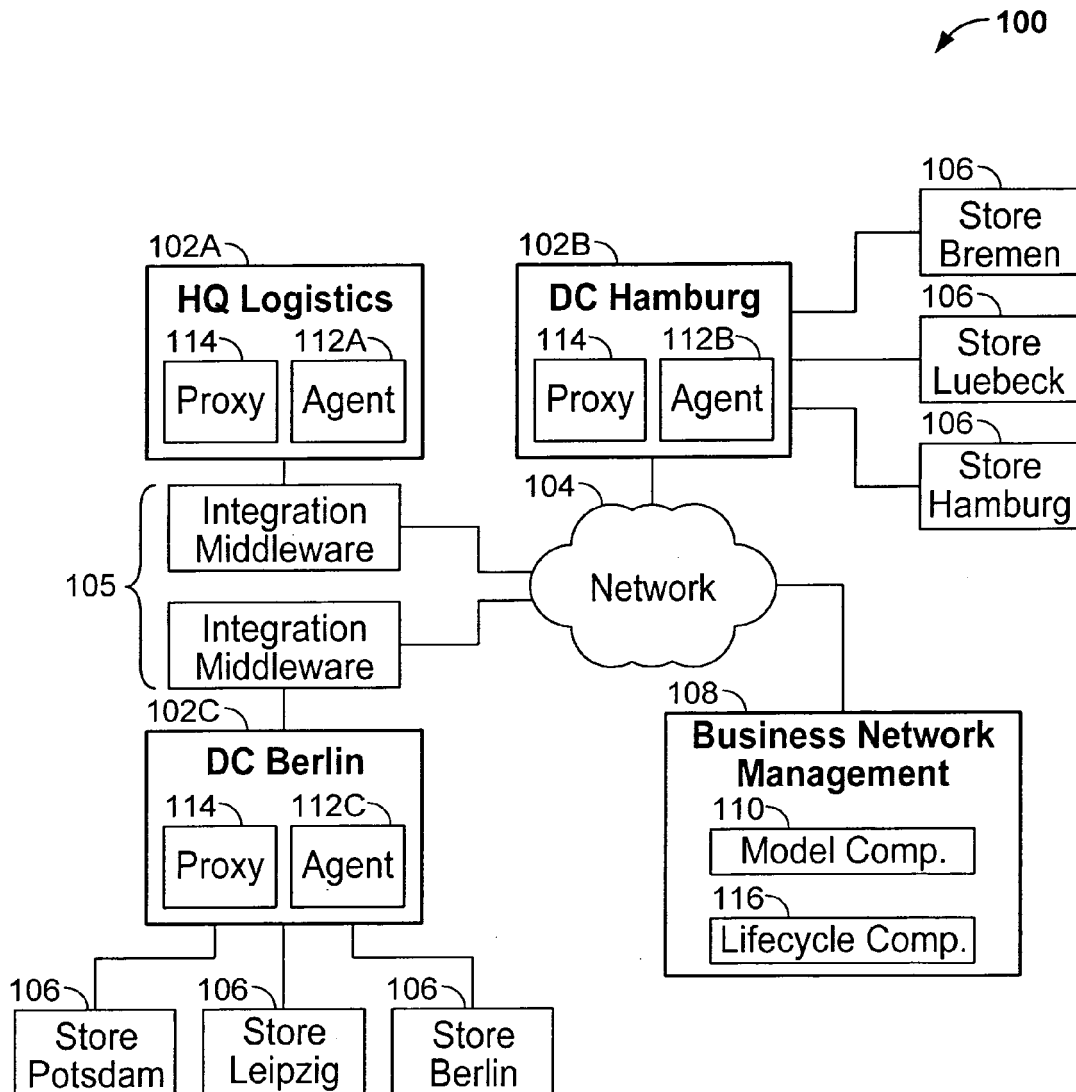 100
106
Store
Bremen
102A
HQ Logistics
114 112A
Proxy Agent
102B
DC Hamburg
114 112B
Proxy Agent
106
Store
Luebeck
106
Store
Hamburg
105
Integration
Middleware
Integration
Middleware
104
Network
102C
DC Berlin
114 112C
Proxy Agent
108
Business Network
Management
110
Model Comp.
116
Lifecycle Comp.
106
Store
Potsdam
106
Store
Leipzig
106
Store
Berlin